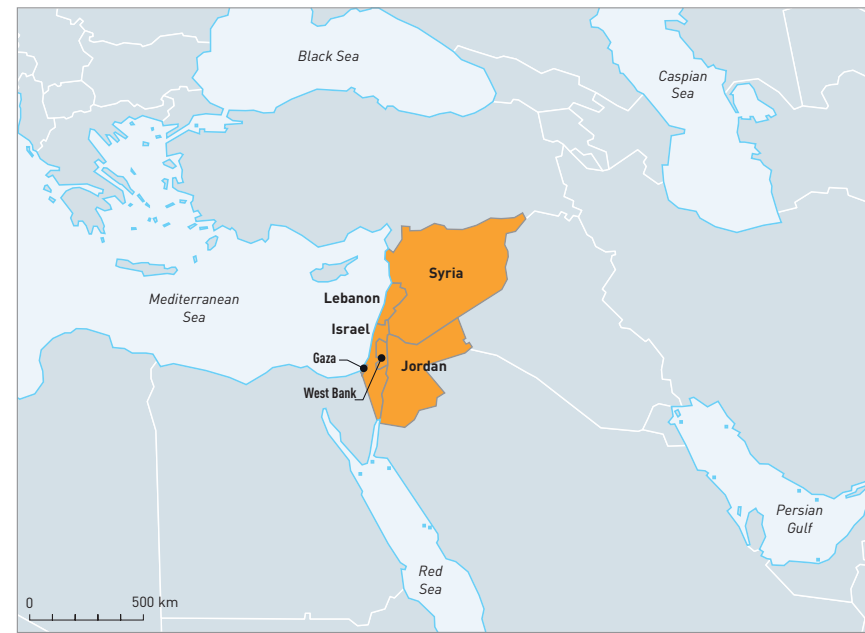 Black Sea
Caspian
Sea
Syria
Mediterranean
Sea
Lebanon
Israel
Gaza
Jordan
West Bank
Persian
Gulf
Red
Sea
0 500 km